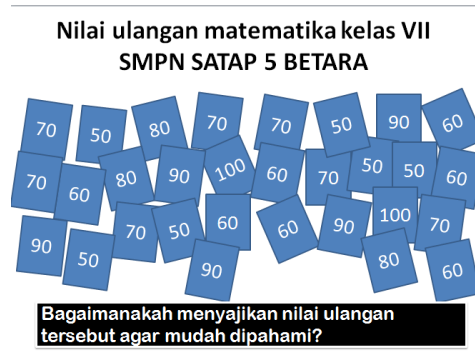 Nilai ulangan matematika kelas VII
SMPN SATAP 5 BETARA
70 50 80 70 70 50 90 60
70 60 80 90 100 60 70 50 50 60
90 50 70 50 60 90 60 90 100 80 70 60
Bagaimanakah menyajikan nilai ulangan
tersebut agar mudah dipahami?